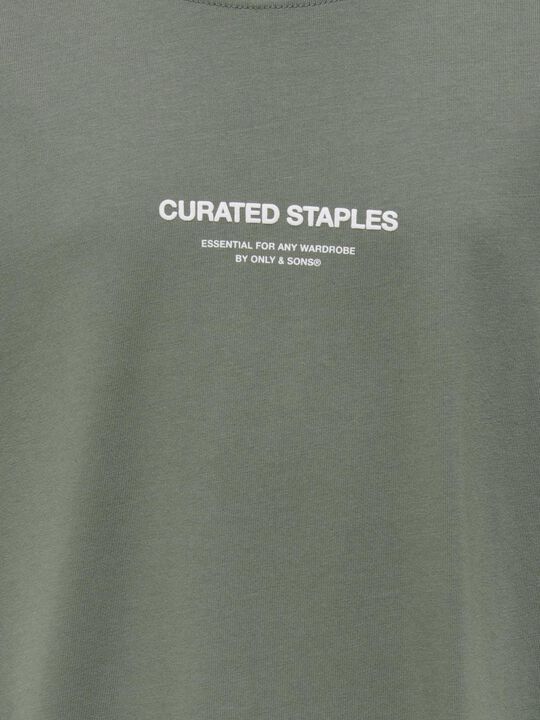 CURATED STAPLES
ESSENTIAL FOR ANY WARDROBE
BY ONLY & SONS®